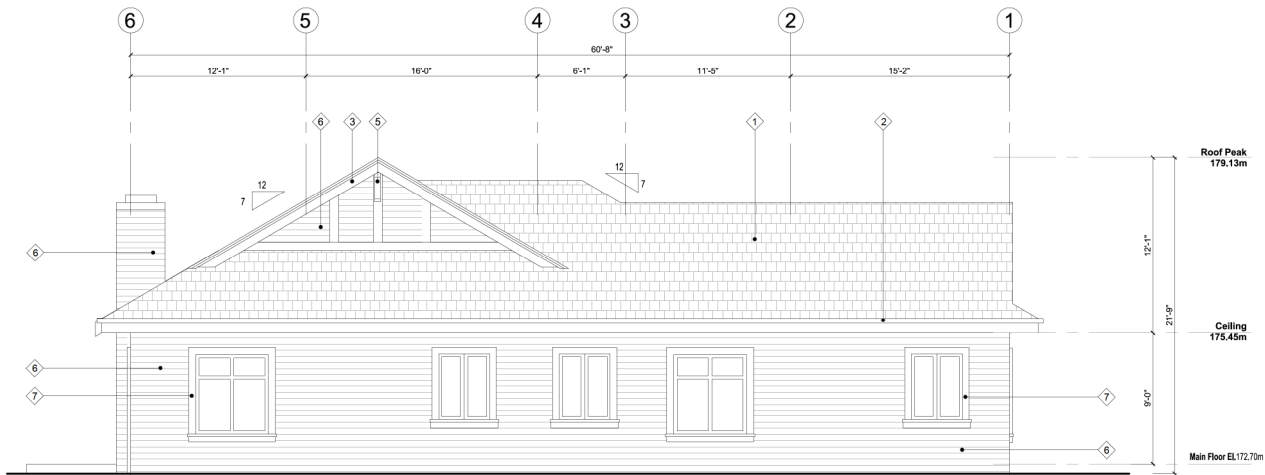 6 5 4 3 2 1
60'-8"
12'-1" 16'-0" 6'-1" 11'-5" 15'-2"
6 3 5 1 2
Roof Peak
179.13m
12
7
12
7
6
12'-1"
21'-9"
Ceiling
175.45m
6
7
9'-0"
7
6
Main Floor El.172.70m